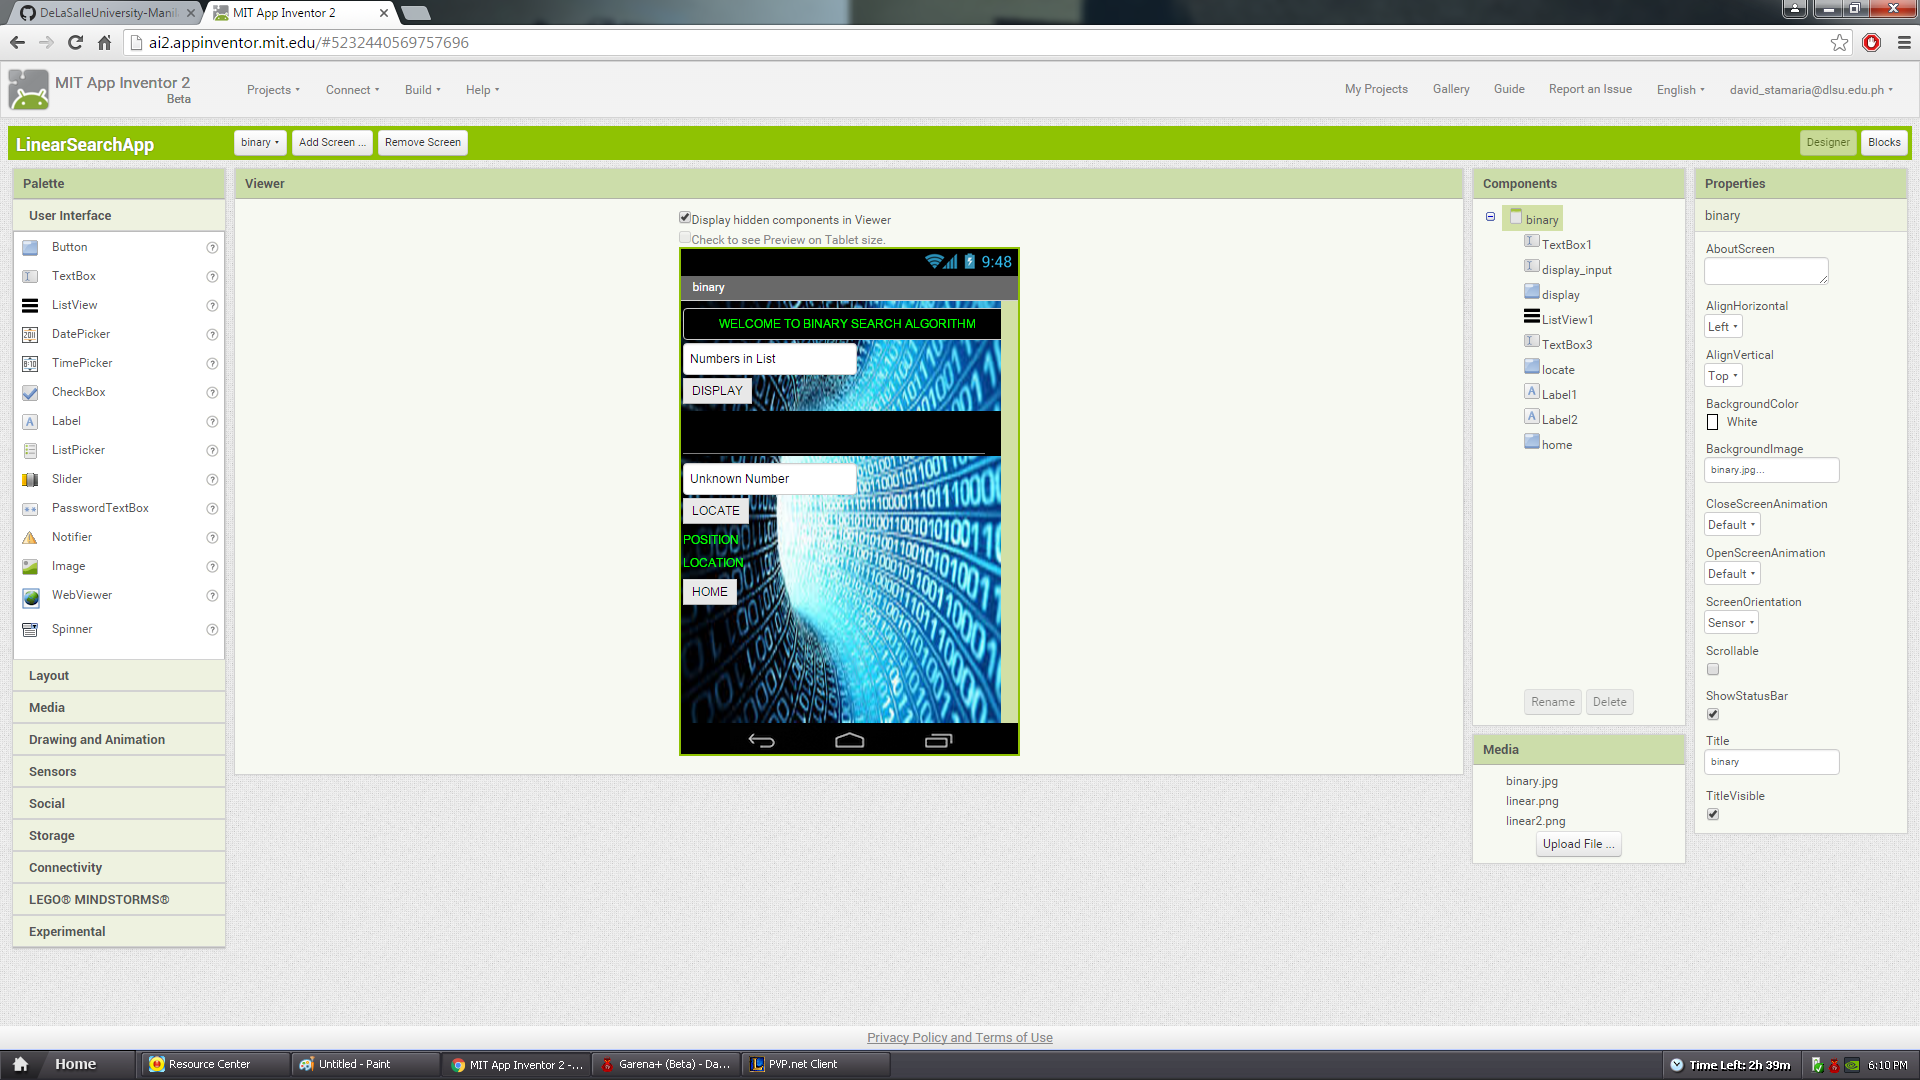 DeLaSalleUniversity-Manil
MIT App Inventor 2
ai2.appinventor.mit.edu/#5232440569757696
MIT App Inventor 2
Beta
Projects
Connect
Build
Help
My Projects
Gallery
Guide
Report an Issue
English
david_stamaria@dlsu.edu.ph
LinearSearchApp
binary
Add Screen ...
Remove Screen
Designer
Blocks
Palette
User Interface
Button
TextBox
ListView
DatePicker
TimePicker
CheckBox
Label
ListPicker
Slider
PasswordTextBox
Notifier
Image
WebViewer
Spinner
Layout
Media
Drawing and Animation
Sensors
Social
Storage
Connectivity
LEGO® MINDSTORMS®
Experimental
Viewer
Display hidden components in Viewer
Check to see Preview on Tablet size.
9:48
binary
WELCOME TO BINARY SEARCH ALGORITHM
Numbers in List
DISPLAY
Unknown Number
LOCATE
POSITION
LOCATION
HOME
Components
binary
TextBox1
display_input
display
ListView1
TextBox3
locate
Label1
Label2
home
Rename
Delete
Media
binary.jpg
linear.png
linear2.png
Upload File ...
Properties
binary
AboutScreen
AlignHorizontal
Left
AlignVertical
Top
BackgroundColor
White
BackgroundImage
binary.jpg...
CloseScreenAnimation
Default
OpenScreenAnimation
Default
ScreenOrientation
Sensor
Scrollable
ShowStatusBar
Title
binary
TitleVisible
Privacy Policy and Terms of Use
Home
Resource Center
Untitled - Paint
MIT App Inventor 2 -...
Garena+ (Beta) - Da...
PVP.net Client
Time Left: 2h 39m
6:10 PM